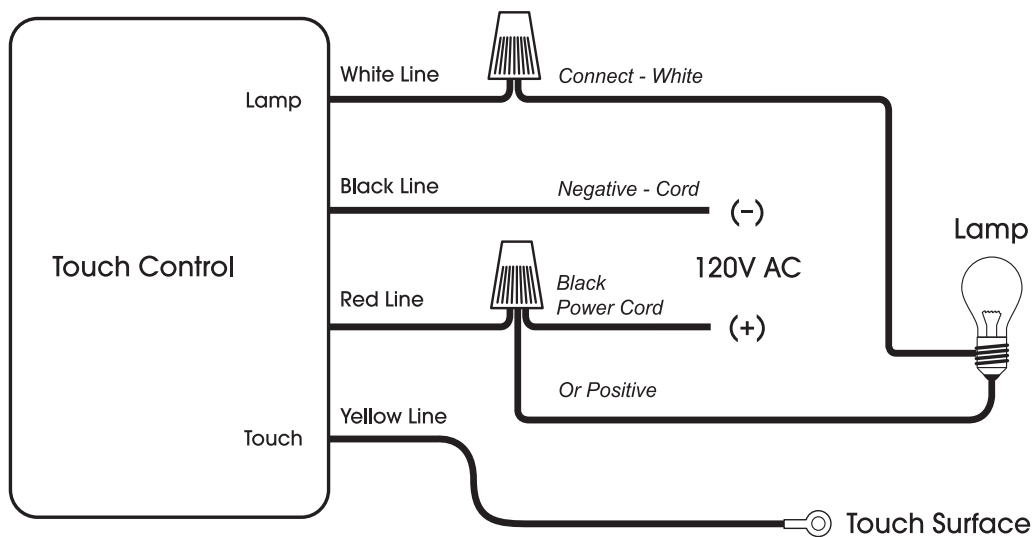 White Line
Connect - White
Lamp
Black Line
Negative - Cord
(−)
Lamp
Touch Control
120V AC
Red Line
Black
Power Cord
(+)
Or Positive
Yellow Line
Touch
Touch Surface